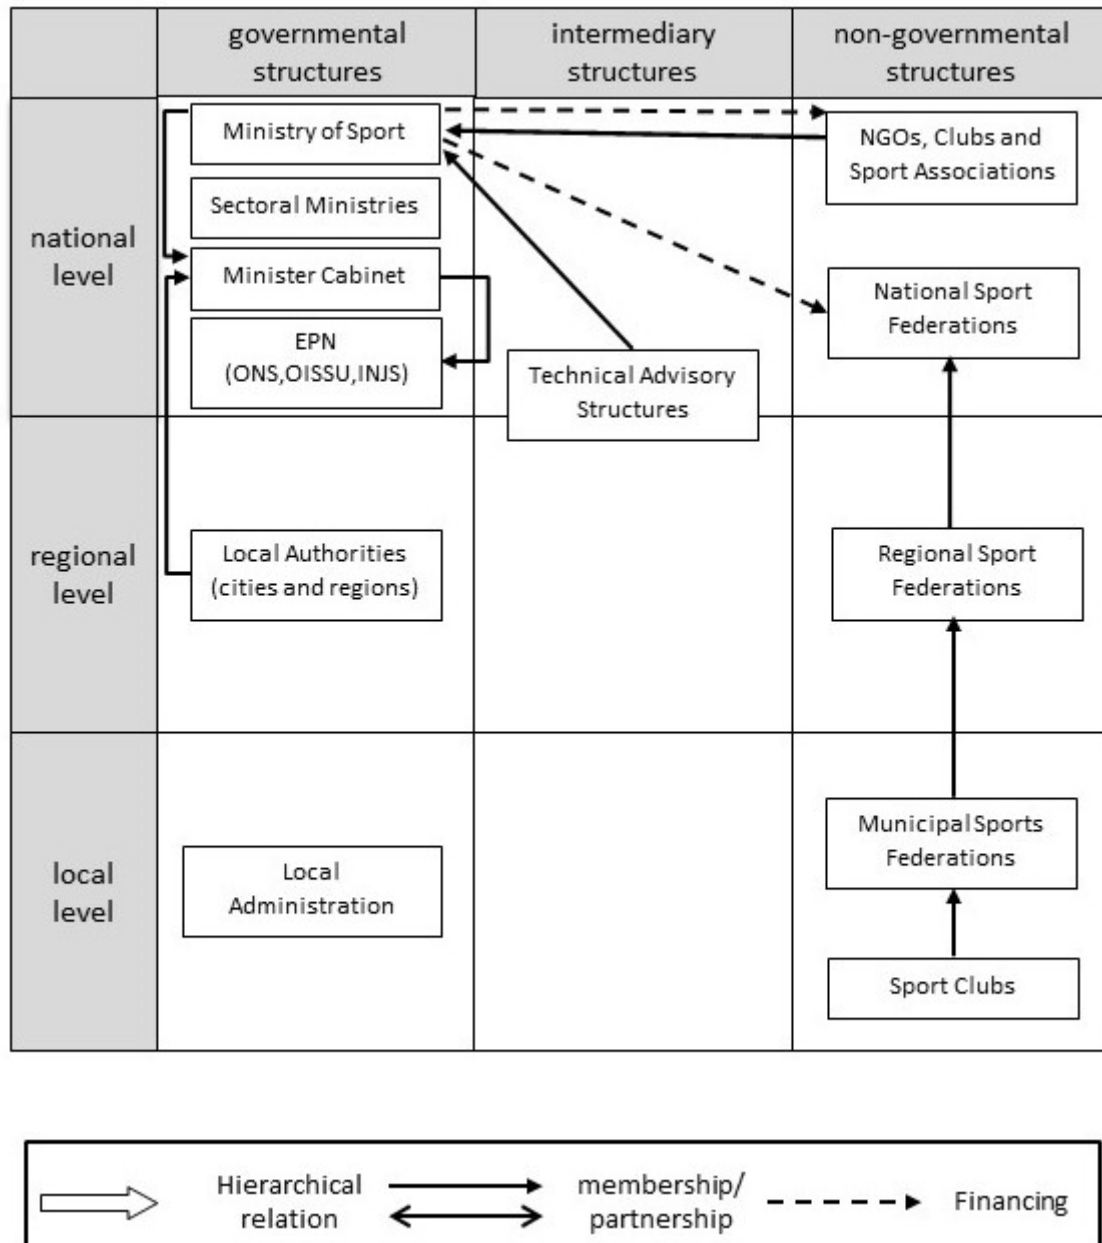 governmental
structures
intermediary
structures
non-governmental
structures
national
level
Ministry of Sport
Sectoral Ministries
Minister Cabinet
EPN
(ONS,OISSU,INJS)
Technical Advisory
Structures
NGOs, Clubs and
Sport Associations
National Sport
Federations
regional
level
Local Authorities
(cities and regions)
Regional Sport
Federations
local
level
Local
Administration
Municipal Sports
Federations
Sport Clubs
Hierarchical
relation
membership/
partnership
Financing